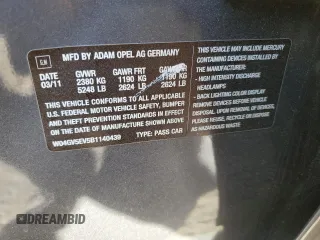 GM
MFD BY ADAM OPEL AG GERMANY
DATE GVWR GAWR FRT GAWR RR
03/11 2380 KG 1190 KG 1190 KG
5248 LB 2624 LB 2624 LB
THIS VEHICLE CONFORMS TO ALL APPLICABLE
U.S. FEDERAL MOTOR VEHICLE SAFETY, BUMPER
AND THEFT PREVENTION STANDARDS IN EFFECT
ON THE DATE OF MANUFACTURE SHOWN ABOVE.
W04GV5EV5B1140439 TYPE: PASS CAR
THIS VEHICLE MAY INCLUDE MERCURY
CONTAINING DEVICES INSTALLED BY
THE MANUFACTURER:
- HIGH INTENSITY DISCHARGE
HEADLAMPS
- BACK LIGHT/COLOR DISPLAY
REMOVE DEVICES BEFORE VEHICLE
DISPOSAL. UPON REMOVAL OF DEVICES
PLEASE REUSE, RECYCLE OR DISPOSE
AS HAZARDOUS WASTE.
DREAMBID